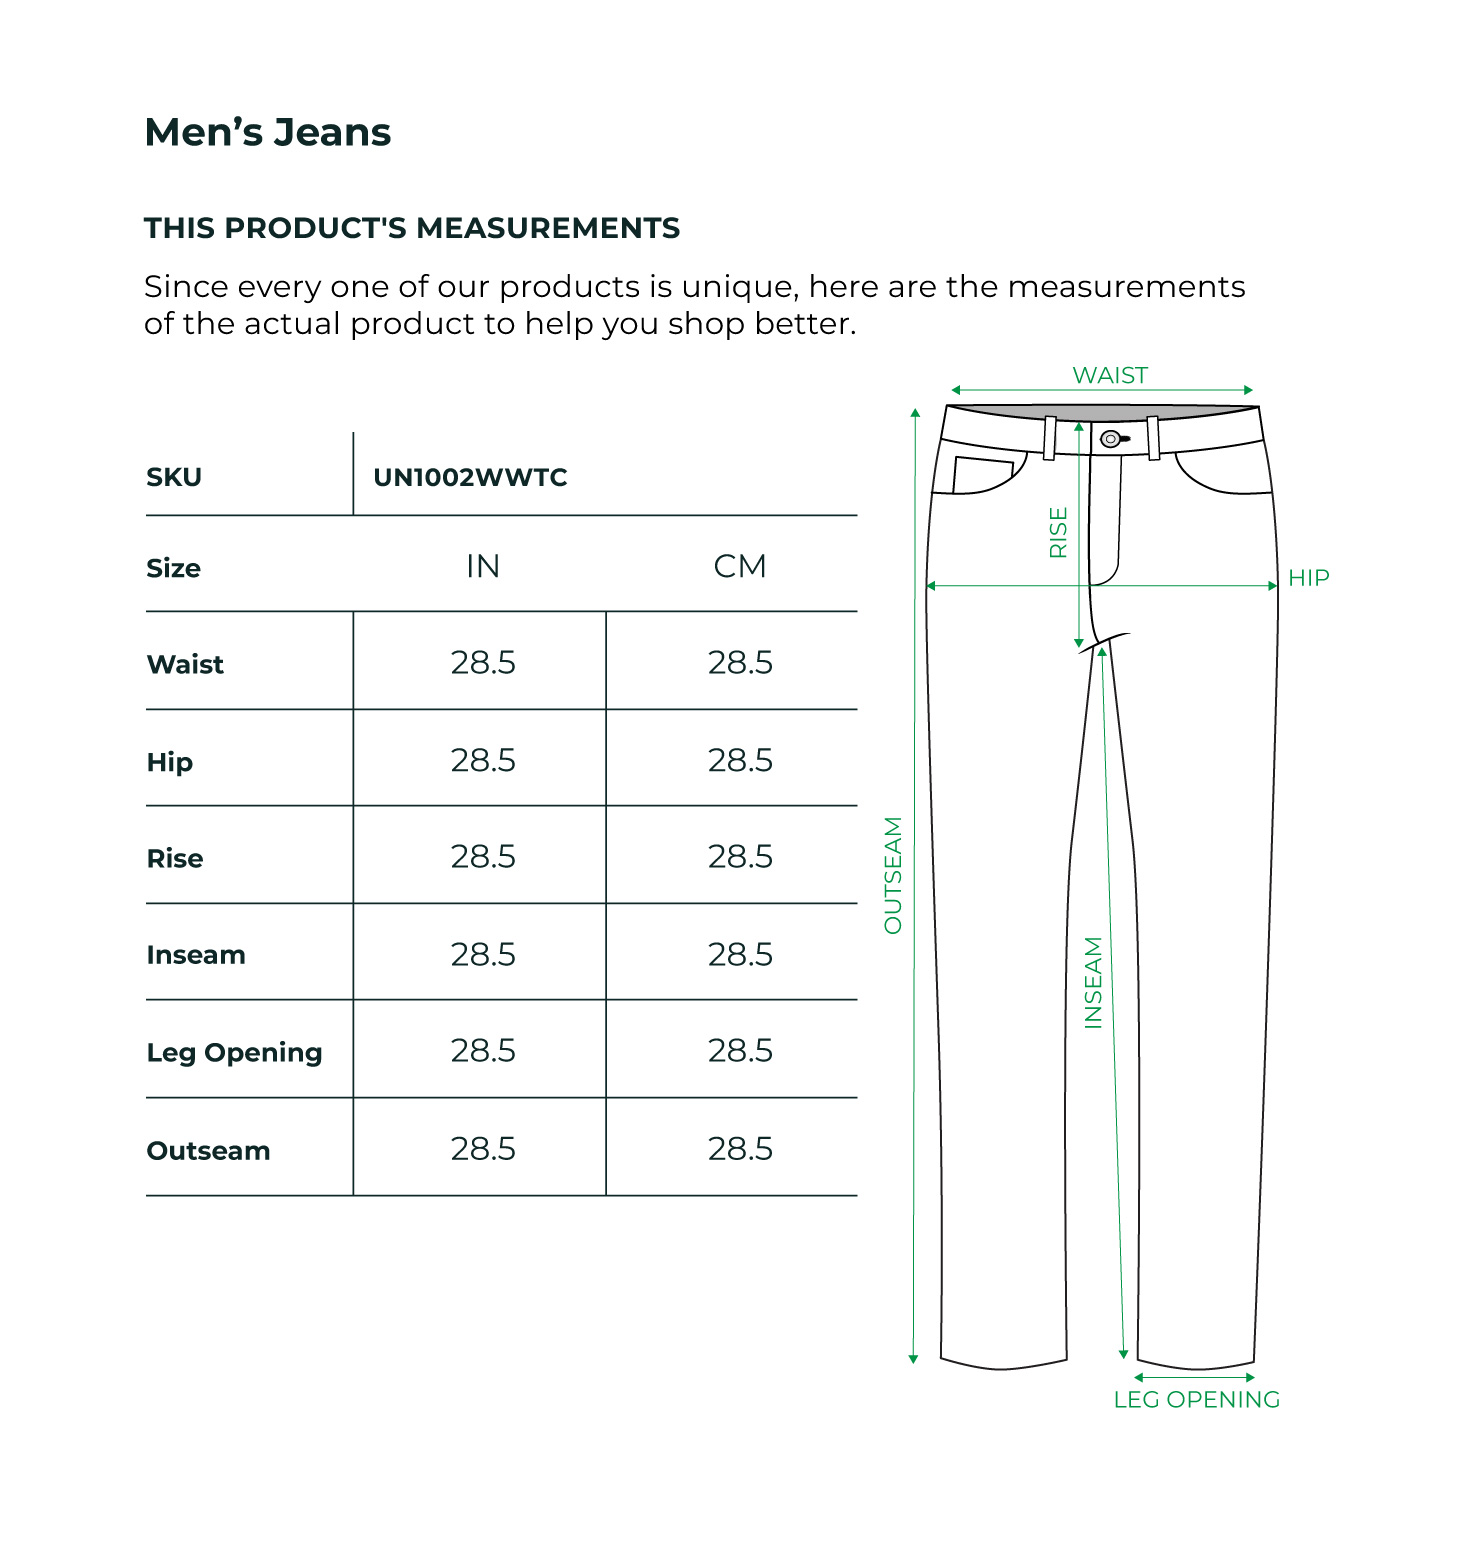 Men’s Jeans
THIS PRODUCT'S MEASUREMENTS
Since every one of our products is unique, here are the measurements
of the actual product to help you shop better.
SKU UN1002WWTC
Size IN CM
Waist 28.5 28.5
Hip 28.5 28.5
Rise 28.5 28.5
Inseam 28.5 28.5
Leg Opening 28.5 28.5
Outseam 28.5 28.5
WAIST
RISE
HIP
OUTSEAM
INSEAM
LEG OPENING